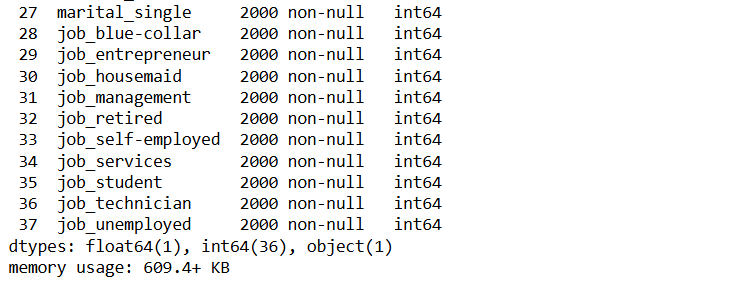 27 marital_single 2000 non-null int64
28 job_blue-collar 2000 non-null int64
29 job_entrepreneur 2000 non-null int64
30 job_housemaid 2000 non-null int64
31 job_management 2000 non-null int64
32 job_retired 2000 non-null int64
33 job_self-employed 2000 non-null int64
34 job_services 2000 non-null int64
35 job_student 2000 non-null int64
36 job_technician 2000 non-null int64
37 job_unemployed 2000 non-null int64
dtypes: float64(1), int64(36), object(1)
memory usage: 609.4+ KB